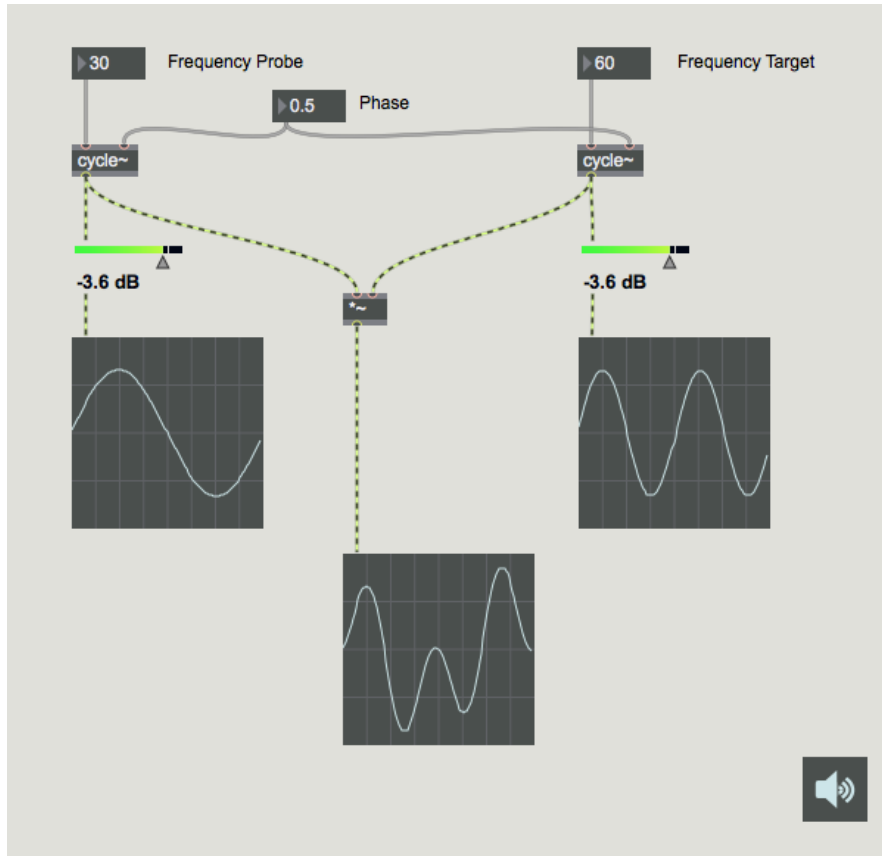 30
Frequency Probe
60
Frequency Target
0.5
Phase
cycle~
cycle~
-3.6 dB
-3.6 dB
*~